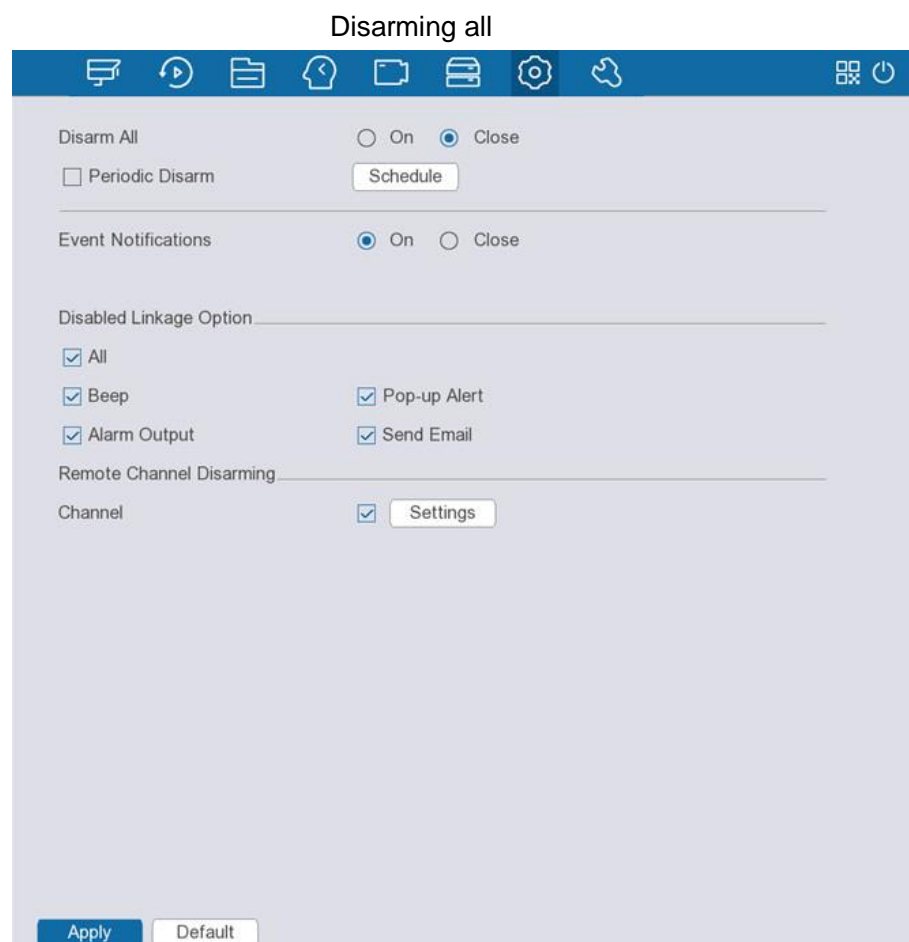 Disarming all
Disarm All On Close
Periodic Disarm Schedule
Event Notifications On Close
Disabled Linkage Option
All
Beep Pop-up Alert
Alarm Output Send Email
Remote Channel Disarming
Channel Settings
Apply Default